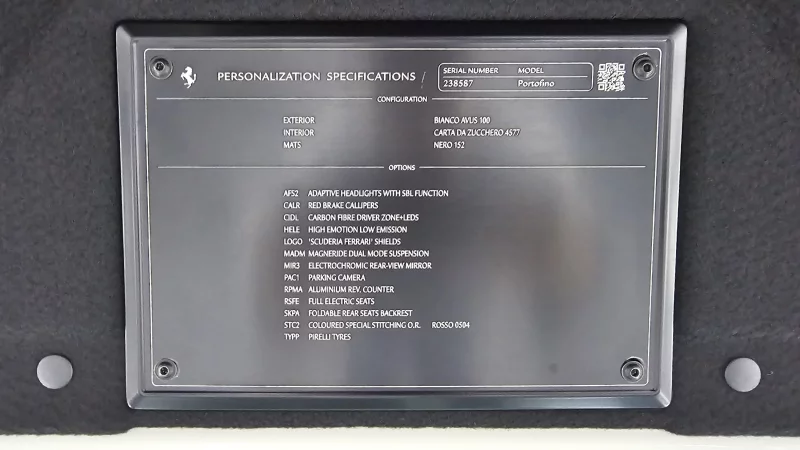 PERSONALIZATION SPECIFICATIONS /
SERIAL NUMBER MODEL
238587 Portofino
CONFIGURATION
EXTERIOR BIANCO AVUS 100
INTERIOR CARTA DA ZUCCHERO 4577
MATS NERO 152
OPTIONS
AFS2 ADAPTIVE HEADLIGHTS WITH SBL FUNCTION
CALR RED BRAKE CALLIPERS
CIDL CARBON FIBRE DRIVER ZONE+LEDS
HELE HIGH EMOTION LOW EMISSION
LOGO 'SCUDERIA FERRARI' SHIELDS
MADM MAGNERIDE DUAL MODE SUSPENSION
MIR3 ELECTROCHROMIC REAR-VIEW MIRROR
PAC1 PARKING CAMERA
RPMA ALUMINIUM REV. COUNTER
RSFE FULL ELECTRIC SEATS
SKPA FOLDABLE REAR SEATS BACKREST
STC2 COLOURED SPECIAL STITCHING O.R. ROSSO 0504
TYPP PIRELLI TYRES